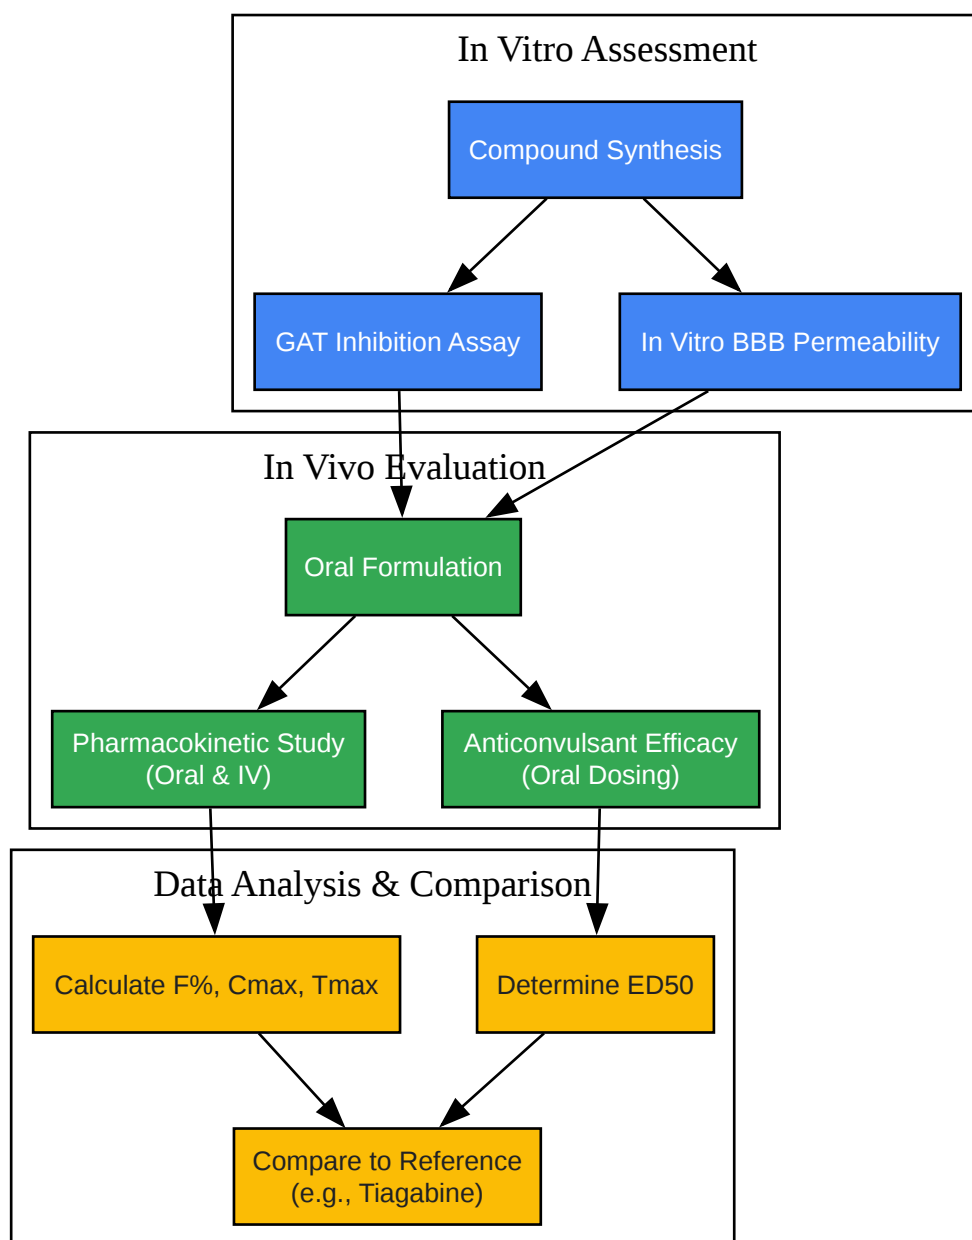 In Vitro Assessment
Compound Synthesis
GAT Inhibition Assay
In Vitro BBB Permeability
In Vivo Evaluation
Oral Formulation
Pharmacokinetic Study
(Oral & IV)
Anticonvulsant Efficacy
(Oral Dosing)
Data Analysis & Comparison
Calculate F%, Cmax, Tmax
Determine ED50
Compare to Reference
(e.g., Tiagabine)